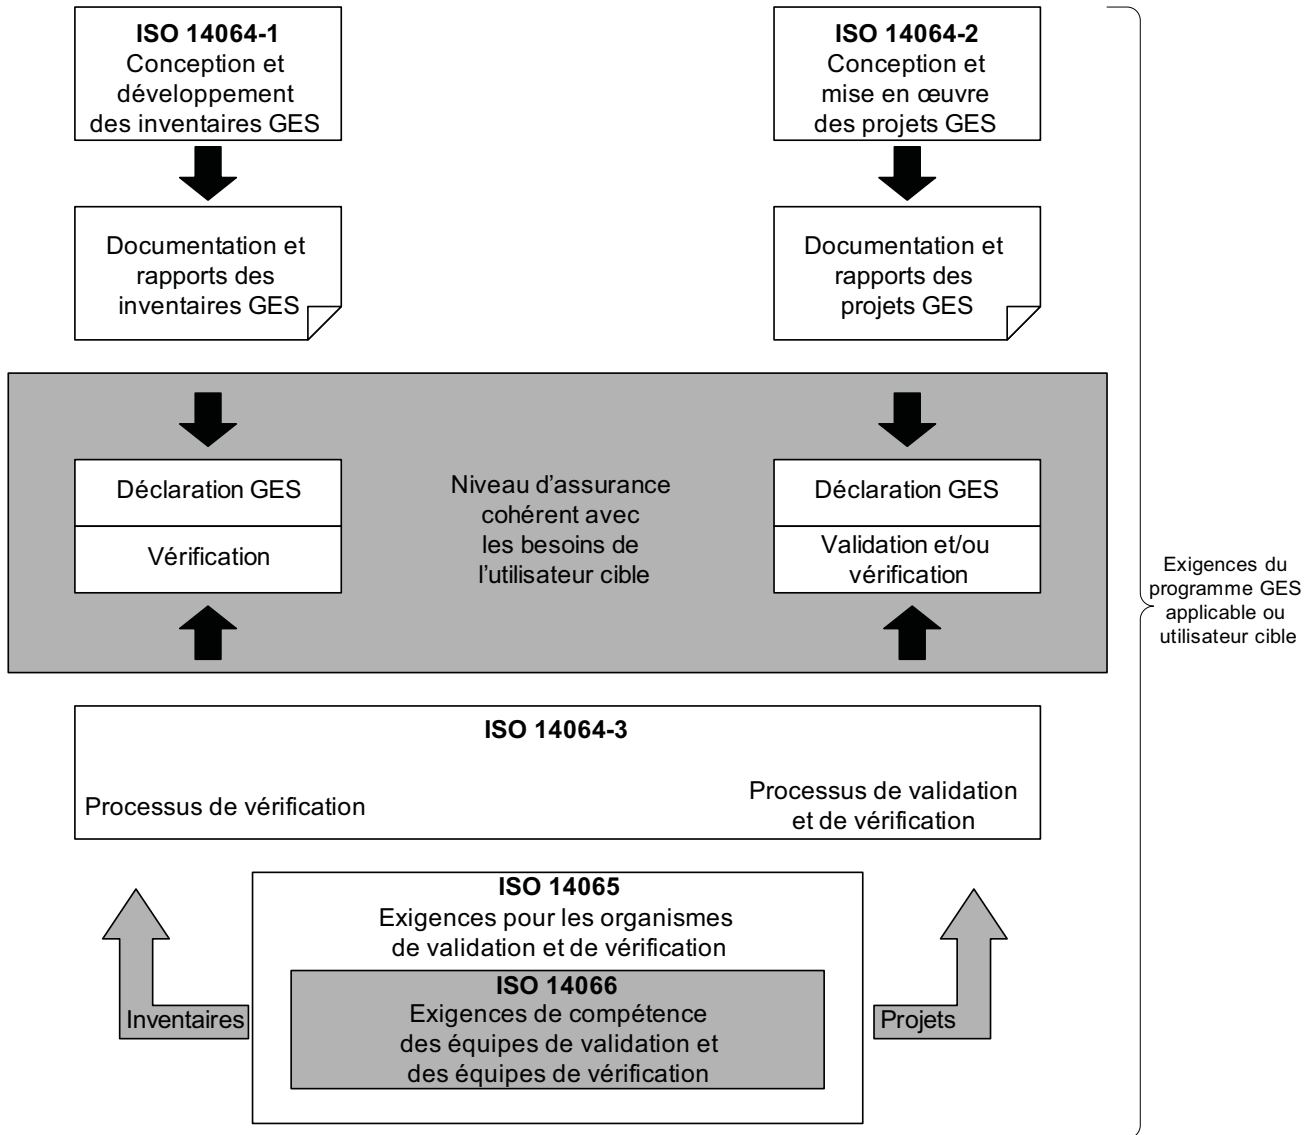 ISO 14064-1
Conception et
développement
des inventaires GES
ISO 14064-2
Conception et
mise en œuvre
des projets GES
Documentation et
rapports des
inventaires GES
Documentation et
rapports des
projets GES
Déclaration GES
Vérification
Niveau d’assurance
cohérent avec
les besoins de
l’utilisateur cible
Déclaration GES
Validation et/ou
vérification
Exigences du
programme GES
applicable ou
utilisateur cible
ISO 14064-3
Processus de vérification
Processus de validation
et de vérification
ISO 14065
Exigences pour les organismes
de validation et de vérification
ISO 14066
Exigences de compétence
des équipes de validation et
des équipes de vérification
Inventaires
Projets